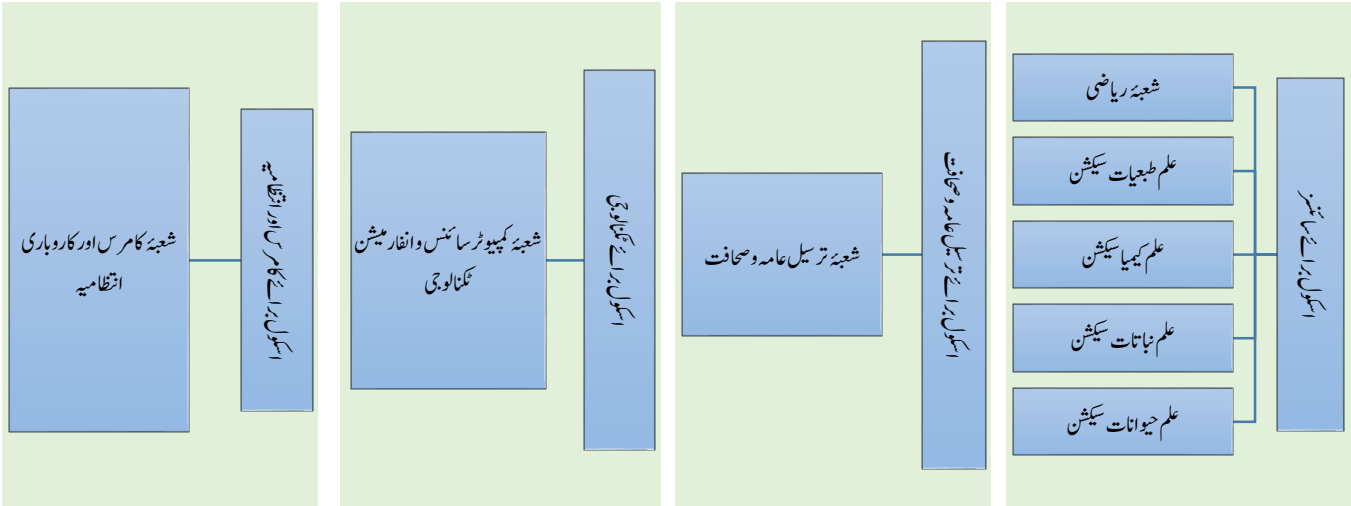 اسکول برائے سائنسز
شعبۂ ریاضی
علم طبعیات سیکشن
علم کیمیا سیکشن
علم نباتات سیکشن
علم حیوانات سیکشن
اسکول برائے ترسیل عامہ و صحافت
شعبۂ ترسیل عامہ و صحافت
اسکول برائے ٹکنالوجی
شعبۂ کمپیوٹر سائنس و انفارمیشن
ٹکنالوجی
اسکول برائے کامرس اور انتظامیہ
شعبۂ کامرس اور کاروباری
انتظامیہ